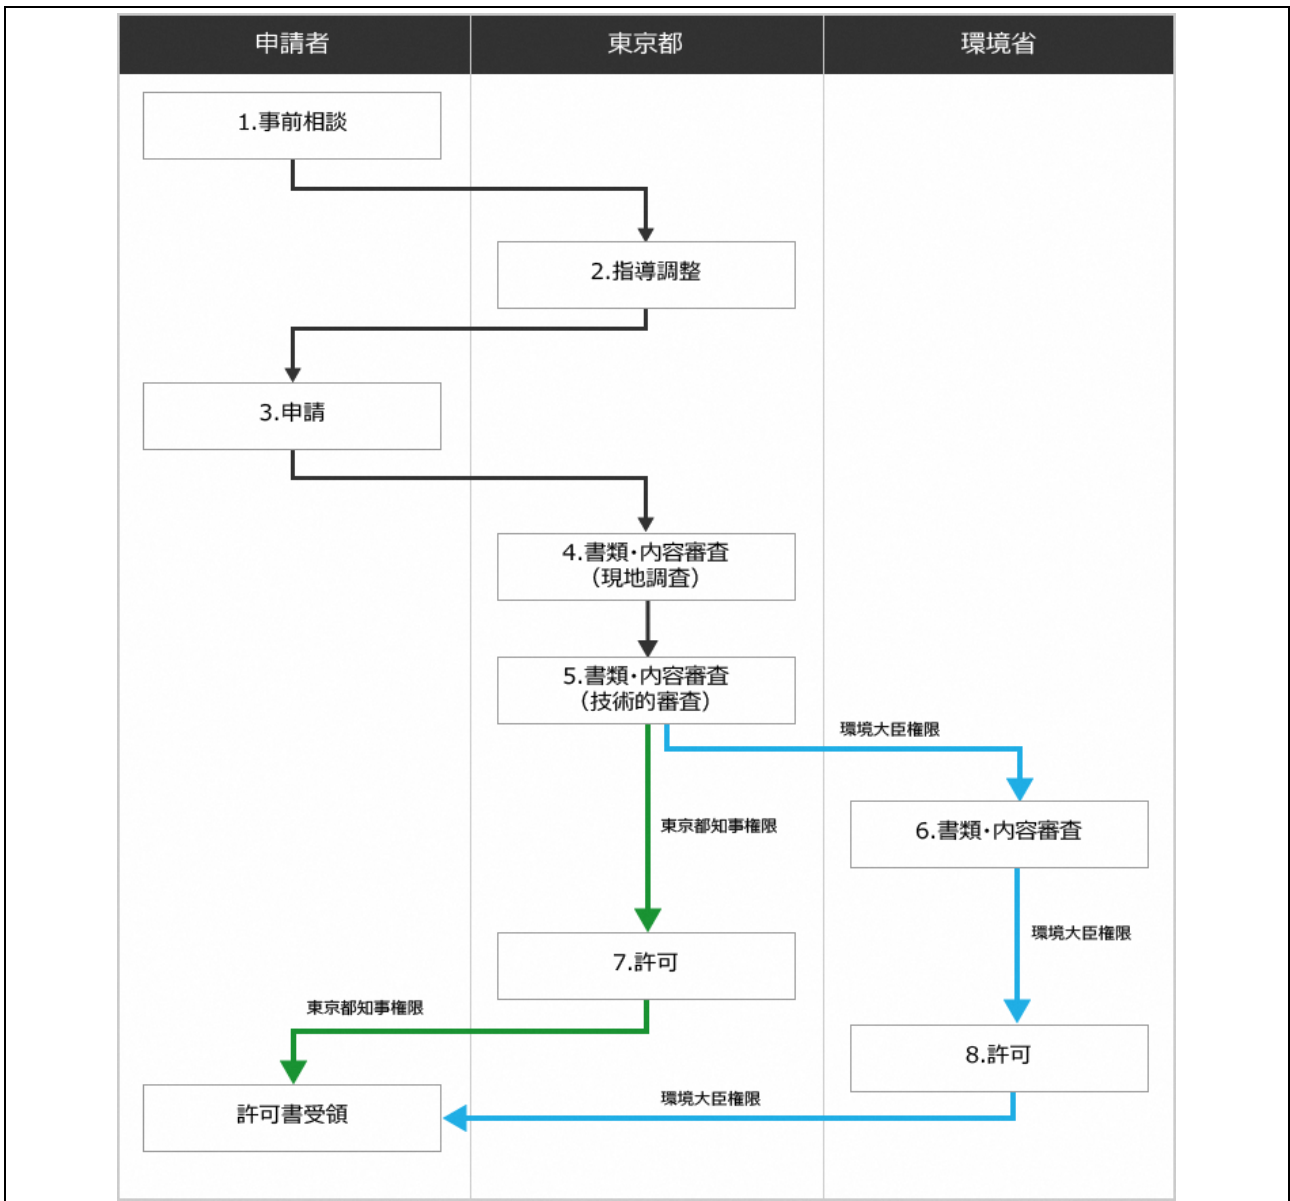 申請者
東京都
環境省
1.事前相談
2.指導調整
3.申請
4.書類・内容審査
（現地調査）
5.書類・内容審査
（技術的審査）
環境大臣権限
東京都知事権限
6.書類・内容審査
環境大臣権限
7.許可
東京都知事権限
8.許可
環境大臣権限
許可書受領